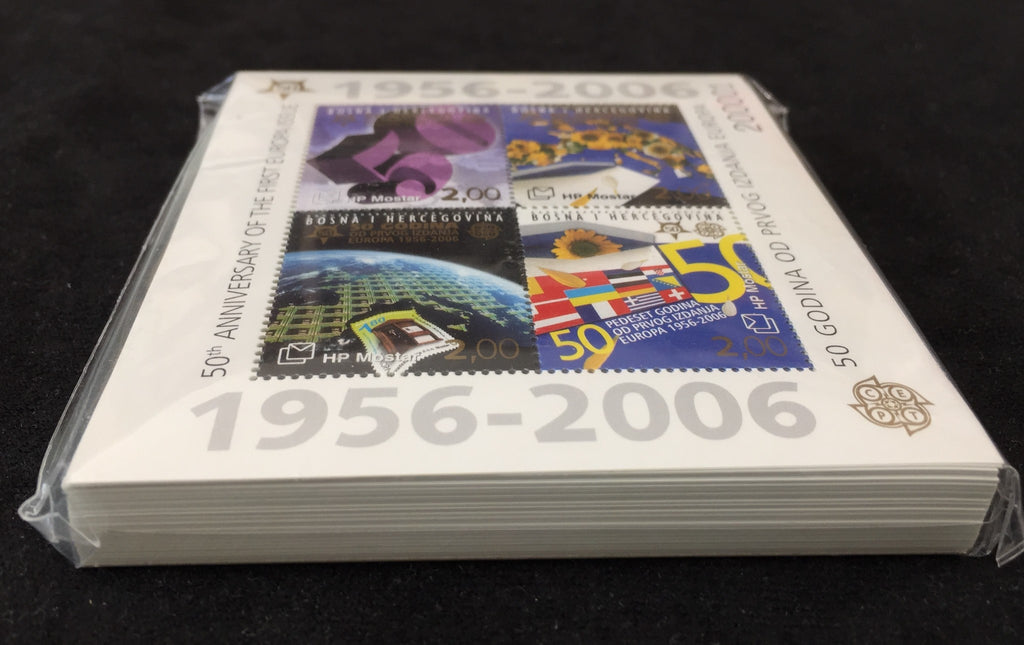 1956-2006
50th ANNIVERSARY OF THE FIRST EUROPA ISSUE
BOSNA I HERCEGOVINA
50
HP Mostar 2,00
BOSNA I HERCEGOVINA
HP Mostar
BOSNA I HERCEGOVINA
50 GODINA
OD PRVOG IZDANJA
EUROPA 1956-2006
HP Mostar 2,00
BOSNA I HERCEGOVINA
50
50
PEDESET GODINA
OD PRVOG IZDANJA
EUROPA 1956-2006
HP Mostar
2,00
50 GODINA OD PRVOG IZDANJA EUROPA
1956-2006
CEPT